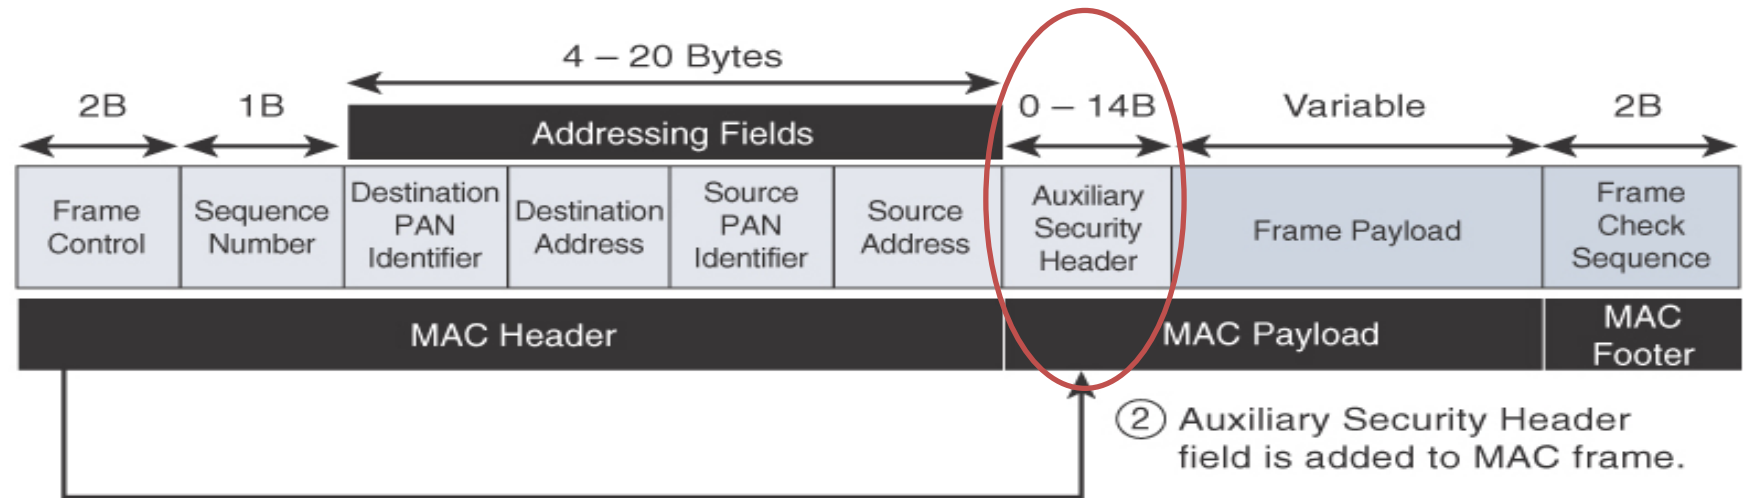 4 – 20 Bytes
2B
1B
0 – 14B
Variable
2B
Addressing Fields
Frame
Control
Sequence
Number
Destination
PAN
Identifier
Destination
Address
Source
PAN
Identifier
Source
Address
Auxiliary
Security
Header
Frame Payload
Frame
Check
Sequence
MAC Header
MAC Payload
MAC
Footer
② Auxiliary Security Header
field is added to MAC frame.